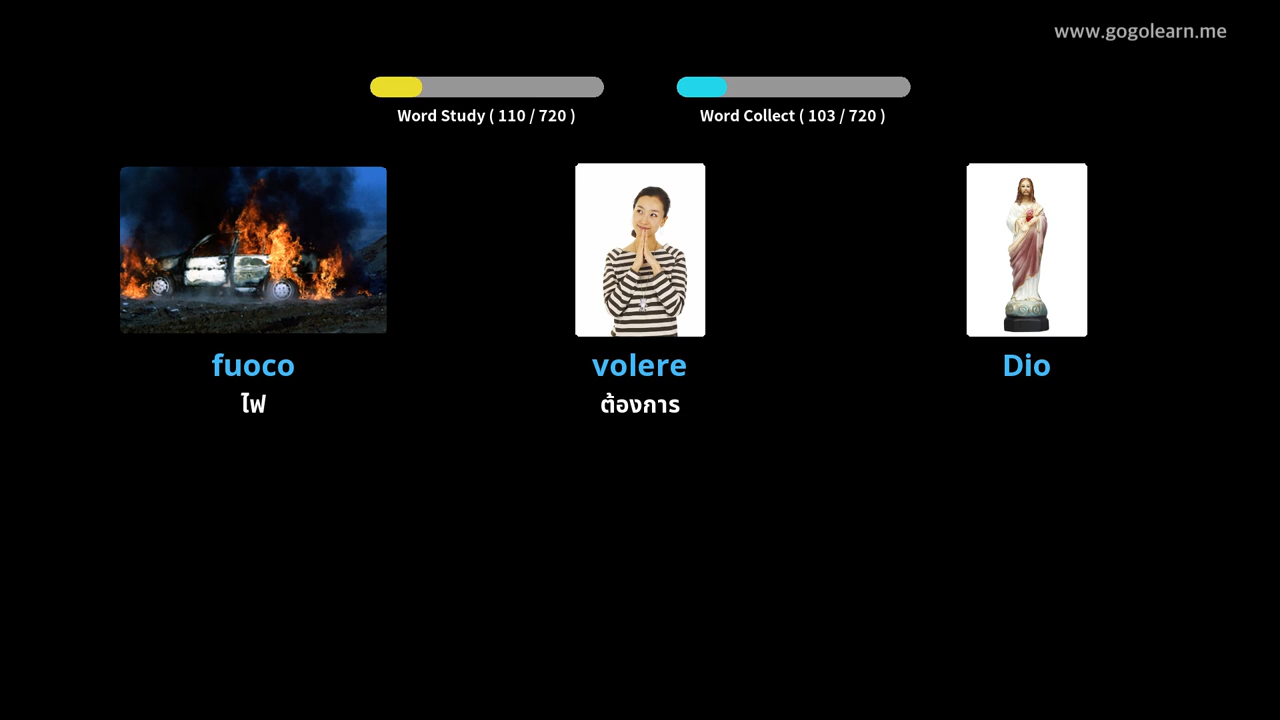 www.gogolearn.me
Word Study ( 110 / 720 )
Word Collect ( 103 / 720 )
fuoco
ไฟ
volere
ต้องการ
Dio